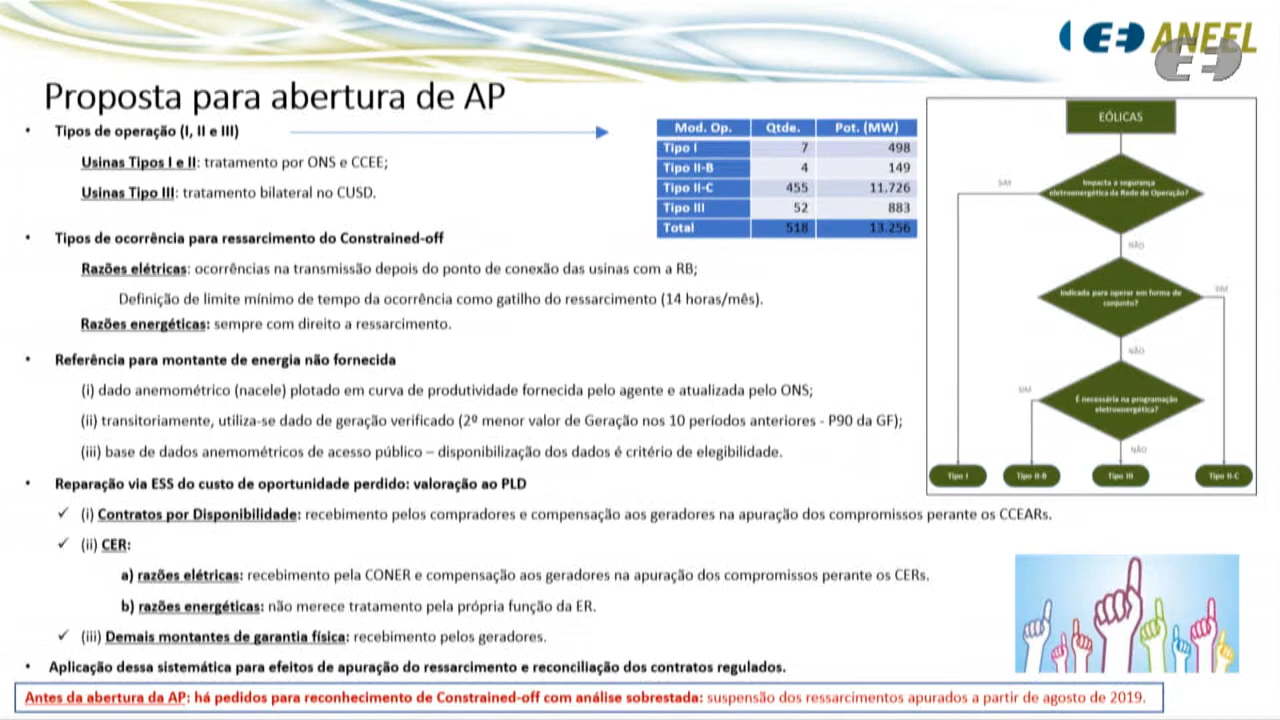 ANEEL
Proposta para abertura de AP
• Tipos de operação (I, II e III)
Usinas Tipos I e II: tratamento por ONS e CCEE;
Usinas Tipo III: tratamento bilateral no CUSD.
Mod. Op. Qtde. Pot. (MW)
Tipo I 7 498
Tipo II-B 4 149
Tipo II-C 455 11.726
Tipo III 52 883
Total 518 13.256
• Tipos de ocorrência para ressarcimento do Constrained-off
Razões elétricas: ocorrências na transmissão depois do ponto de conexão das usinas com a RB;
Definição de limite mínimo de tempo da ocorrência como gatilho do ressarcimento (14 horas/mês).
Razões energéticas: sempre com direito a ressarcimento.
• Referência para montante de energia não fornecida
(i) dado anemométrico (nacele) plotado em curva de produtividade fornecida pelo agente e atualizada pelo ONS;
(ii) transitoriamente, utiliza-se dado de geração verificado (2º menor valor de Geração nos 10 períodos anteriores - P90 da GF);
(iii) base de dados anemométricos de acesso público – disponibilização dos dados é critério de elegibilidade.
• Reparação via ESS do custo de oportunidade perdido: valoração ao PLD
✓ (i) Contratos por Disponibilidade: recebimento pelos compradores e compensação aos geradores na apuração dos compromissos perante os CCEARs.
✓ (ii) CER:
a) razões elétricas: recebimento pela CONER e compensação aos geradores na apuração dos compromissos perante os CERs.
b) razões energéticas: não merece tratamento pela própria função da ER.
✓ (iii) Demais montantes de garantia física: recebimento pelos geradores.
• Aplicação dessa sistemática para efeitos de apuração do ressarcimento e reconciliação dos contratos regulados.
Antes da abertura da AP: há pedidos para reconhecimento de Constrained-off com análise sobrestada: suspensão dos ressarcimentos apurados a partir de agosto de 2019.
EÓLICAS
Impacta a segurança
eletroenergética da Rede de Operação?
SIM
NÃO
Indicada para operar em forma de
conjunto?
SIM
NÃO
É necessária na programação
eletroenergética?
SIM
NÃO
Tipo I Tipo II-B Tipo III Tipo II-C